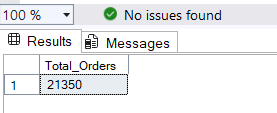 100 % No issues found
Results Messages
Total_Orders
1 21350